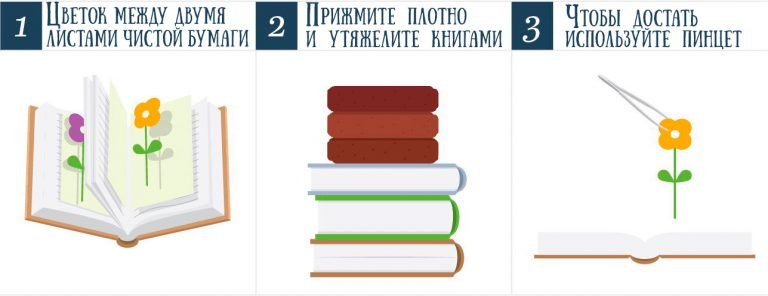 1 Цветок между двумя
листами чистой бумаги
2 Прижмите плотно
и утяжелите книгами
3 Чтобы достать
используйте пинцет